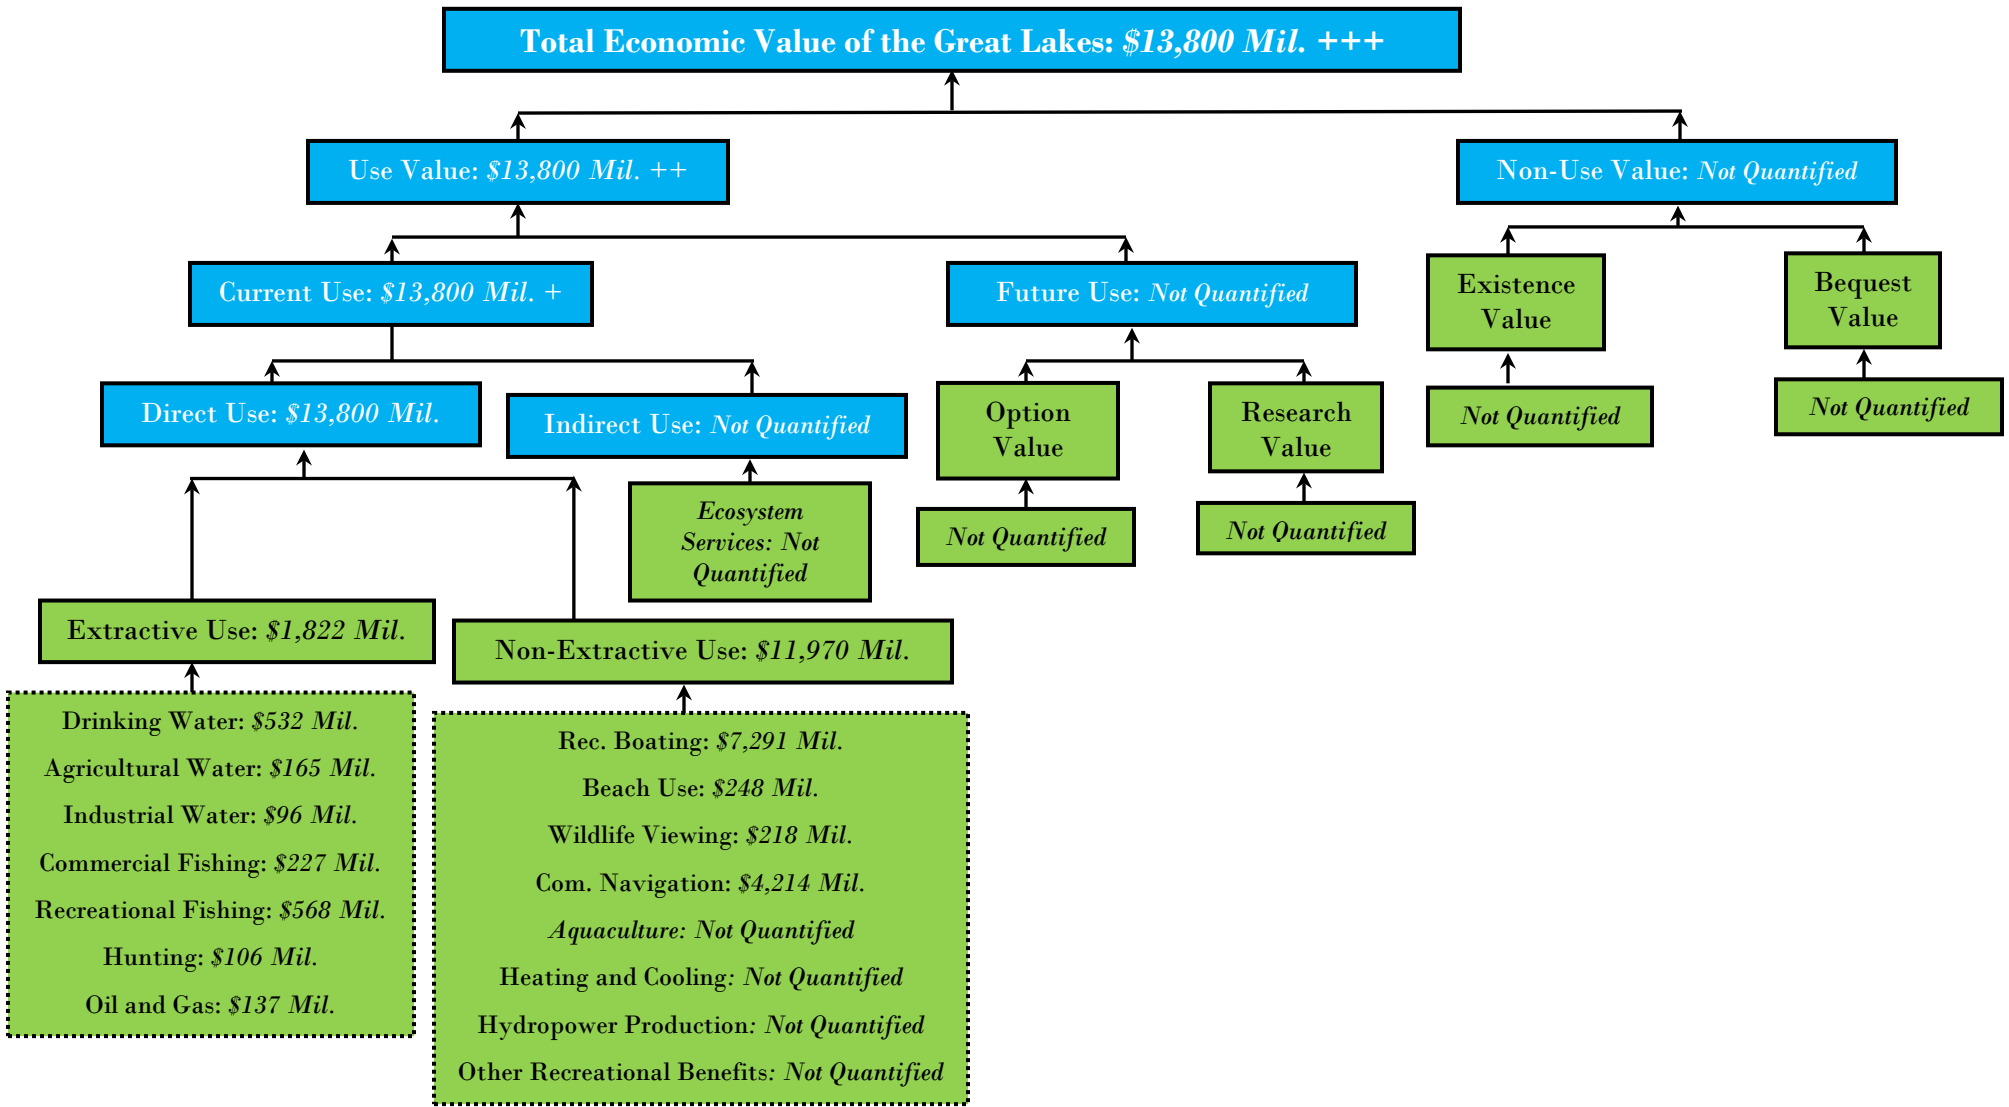 Total Economic Value of the Great Lakes: $13,800 Mil. +++
Use Value: $13,800 Mil. ++
Non-Use Value: Not Quantified
Current Use: $13,800 Mil. +
Future Use: Not Quantified
Existence
Value
Bequest
Value
Direct Use: $13,800 Mil.
Indirect Use: Not Quantified
Option
Value
Research
Value
Not Quantified
Not Quantified
Ecosystem
Services: Not
Quantified
Not Quantified
Not Quantified
Extractive Use: $1,822 Mil.
Non-Extractive Use: $11,970 Mil.
Drinking Water: $532 Mil.
Agricultural Water: $165 Mil.
Industrial Water: $96 Mil.
Commercial Fishing: $227 Mil.
Recreational Fishing: $568 Mil.
Hunting: $106 Mil.
Oil and Gas: $137 Mil.
Rec. Boating: $7,291 Mil.
Beach Use: $248 Mil.
Wildlife Viewing: $218 Mil.
Com. Navigation: $4,214 Mil.
Aquaculture: Not Quantified
Heating and Cooling: Not Quantified
Hydropower Production: Not Quantified
Other Recreational Benefits: Not Quantified